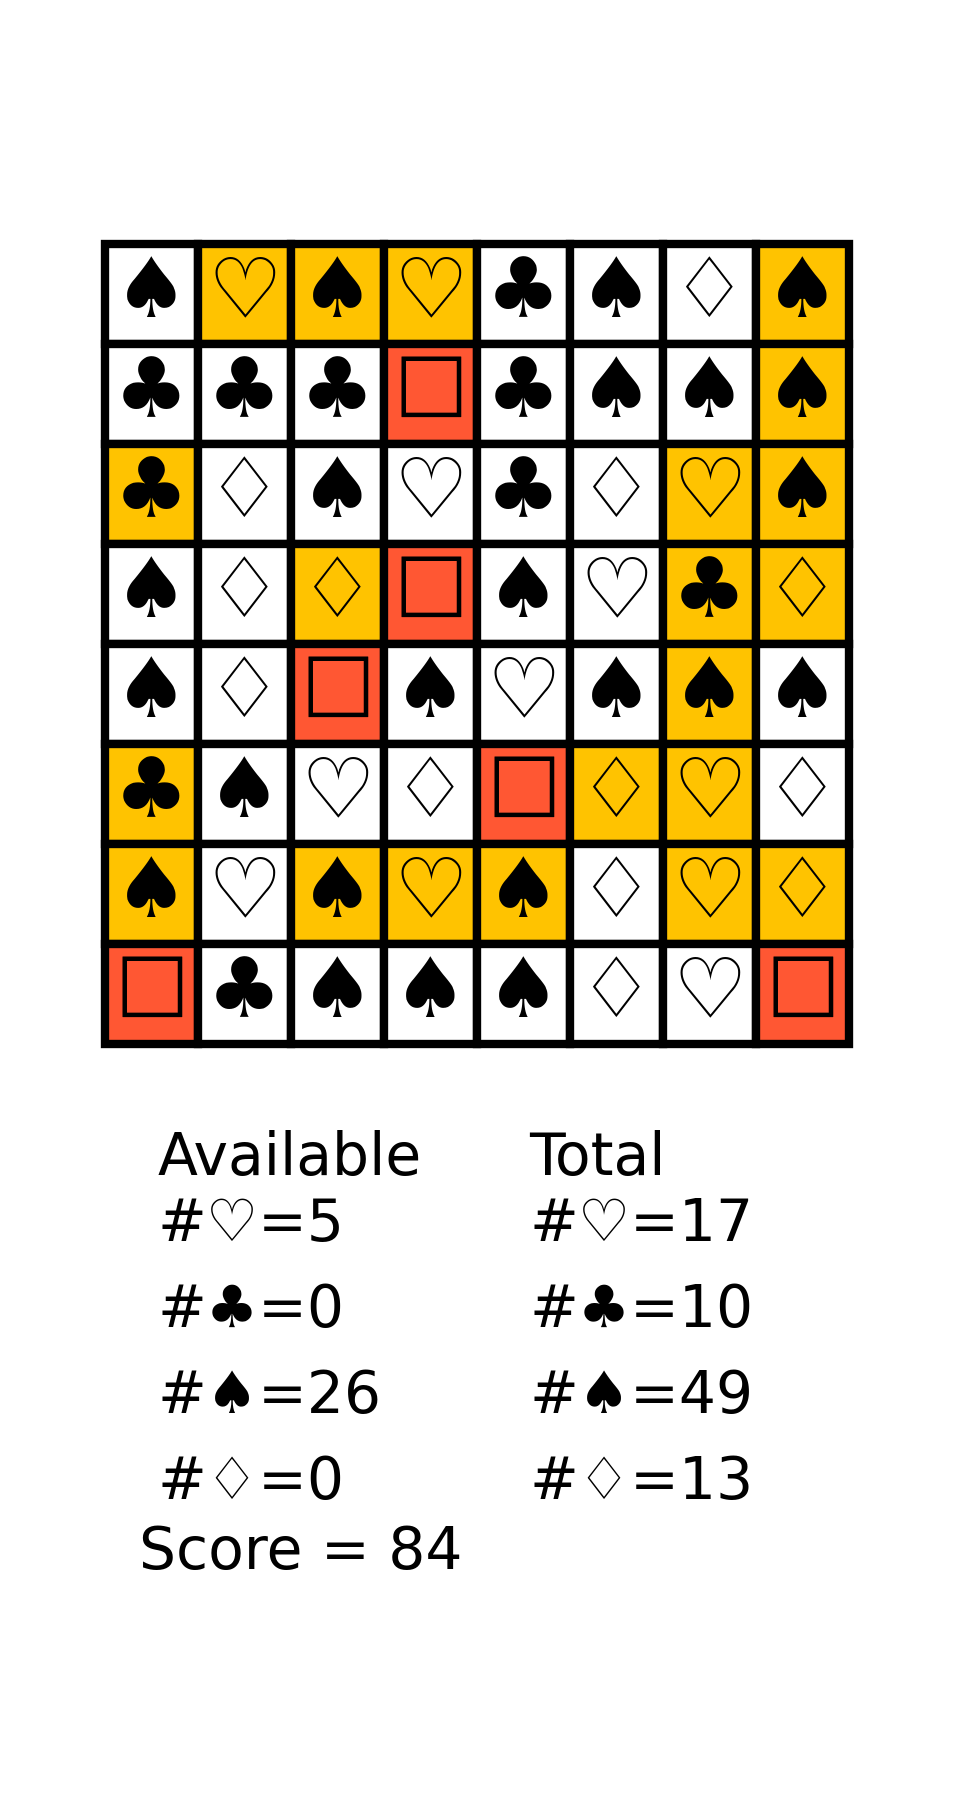 ♠ ♡ ♠ ♡ ♣ ♠ ♢ ♠
♣ ♣ ♣ □ ♣ ♠ ♠ ♠
♣ ♢ ♠ ♡ ♣ ♢ ♡ ♠
♠ ♢ ♢ □ ♠ ♡ ♣ ♢
♠ ♢ □ ♠ ♡ ♠ ♠ ♠
♣ ♠ ♡ ♢ □ ♢ ♡ ♢
♠ ♡ ♠ ♡ ♠ ♢ ♡ ♢
□ ♣ ♠ ♠ ♠ ♢ ♡ □
Available Total
#♡=5 #♡=17
#♣=0 #♣=10
#♠=26 #♠=49
#♢=0 #♢=13
Score = 84